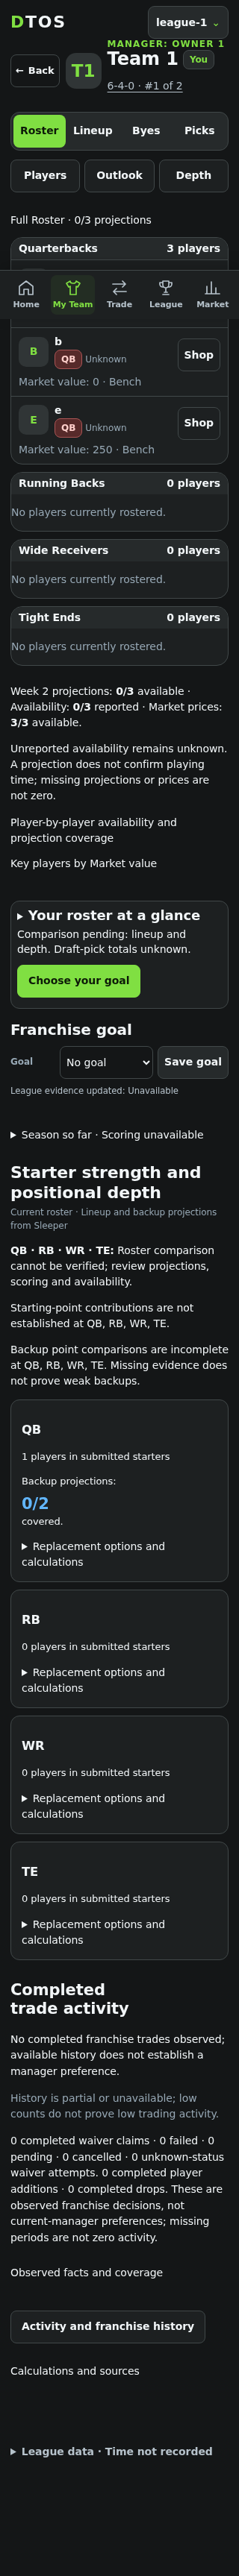 DTOS
league-1 ⌄
← Back
T1
MANAGER: OWNER 1
Team 1 You
6-4-0 · #1 of 2
Roster Lineup Byes Picks
Players Outlook Depth
Full Roster · 0/3 projections
Quarterbacks 3 players
Home My Team Trade League Market
B
b
QB Unknown
Shop
Market value: 0 · Bench
E
e
QB Unknown
Shop
Market value: 250 · Bench
Running Backs 0 players
No players currently rostered.
Wide Receivers 0 players
No players currently rostered.
Tight Ends 0 players
No players currently rostered.
Week 2 projections: 0/3 available ·
Availability: 0/3 reported · Market prices:
3/3 available.
Unreported availability remains unknown.
A projection does not confirm playing
time; missing projections or prices are
not zero.
Player-by-player availability and
projection coverage
Key players by Market value
▶ Your roster at a glance
Comparison pending: lineup and
depth. Draft-pick totals unknown.
Choose your goal
Franchise goal
Goal No goal Save goal
League evidence updated: Unavailable
▶ Season so far · Scoring unavailable
Starter strength and
positional depth
Current roster · Lineup and backup projections
from Sleeper
QB · RB · WR · TE: Roster comparison
cannot be verified; review projections,
scoring and availability.
Starting-point contributions are not
established at QB, RB, WR, TE.
Backup point comparisons are incomplete
at QB, RB, WR, TE. Missing evidence does
not prove weak backups.
QB
1 players in submitted starters
Backup projections:
0/2
covered.
▶ Replacement options and
calculations
RB
0 players in submitted starters
▶ Replacement options and
calculations
WR
0 players in submitted starters
▶ Replacement options and
calculations
TE
0 players in submitted starters
▶ Replacement options and
calculations
Completed
trade activity
No completed franchise trades observed;
available history does not establish a
manager preference.
History is partial or unavailable; low
counts do not prove low trading activity.
0 completed waiver claims · 0 failed · 0
pending · 0 cancelled · 0 unknown-status
waiver attempts. 0 completed player
additions · 0 completed drops. These are
observed franchise decisions, not
current-manager preferences; missing
periods are not zero activity.
Observed facts and coverage
Activity and franchise history
Calculations and sources
▶ League data · Time not recorded